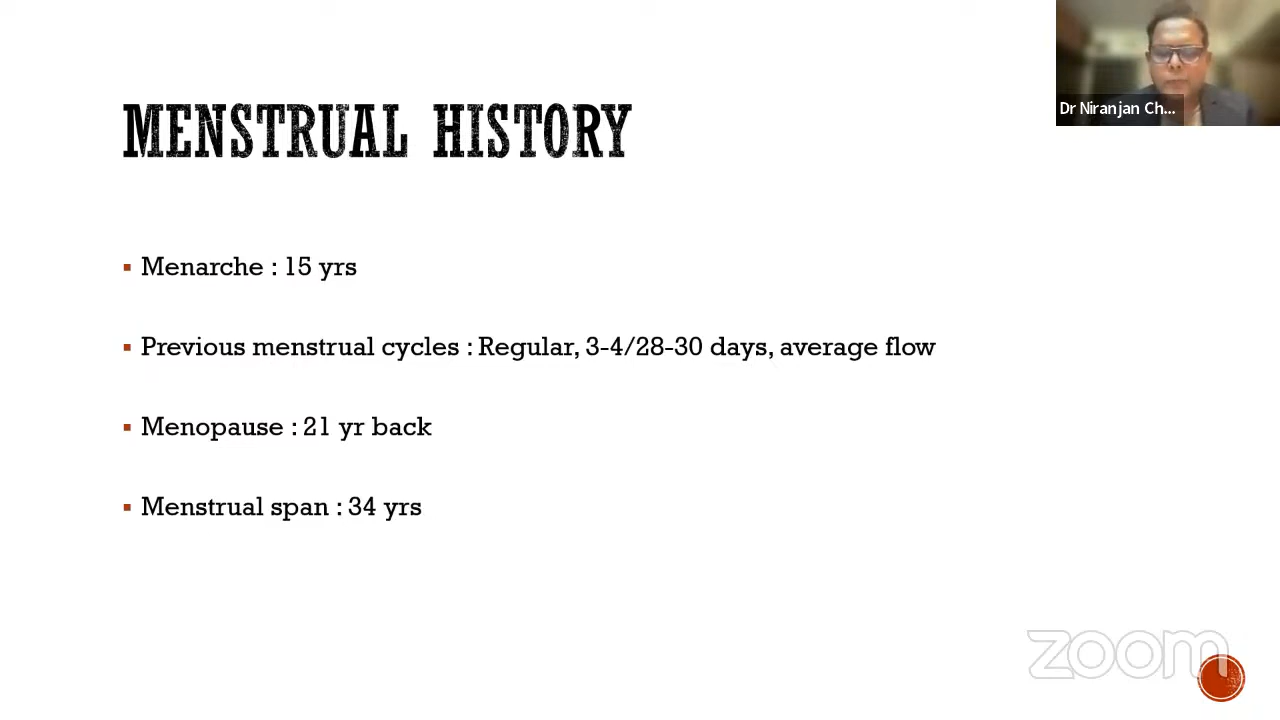 Dr Niranjan Ch...
MENSTRUAL HISTORY
▪ Menarche : 15 yrs
▪ Previous menstrual cycles : Regular, 3-4/28-30 days, average flow
▪ Menopause : 21 yr back
▪ Menstrual span : 34 yrs
zoom